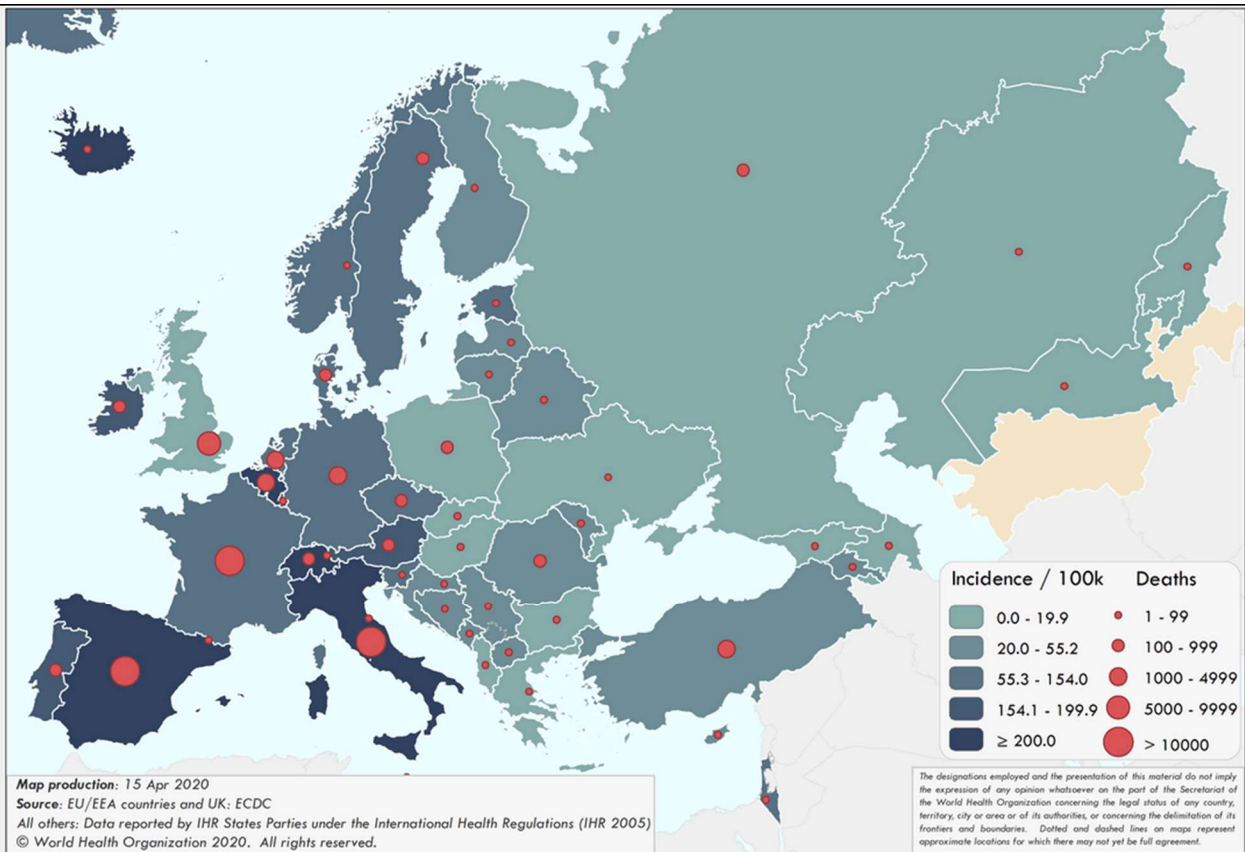 Incidence / 100k Deaths
0.0 - 19.9 1 - 99
20.0 - 55.2 100 - 999
55.3 - 154.0 1000 - 4999
154.1 - 199.9 5000 - 9999
≥ 200.0 > 10000
Map production: 15 Apr 2020
Source: EU/EEA countries and UK: ECDC
All others: Data reported by IHR States Parties under the International Health Regulations (IHR 2005)
© World Health Organization 2020. All rights reserved.
The designations employed and the presentation of this material do not imply
the expression of any opinion whatsoever on the part of the Secretariat of
the World Health Organization concerning the legal status of any country,
territory, city or area or of its authorities, or concerning the delimitation of its
frontiers and boundaries. Dotted and dashed lines on maps represent
approximate locations for which there may not yet be full agreement.